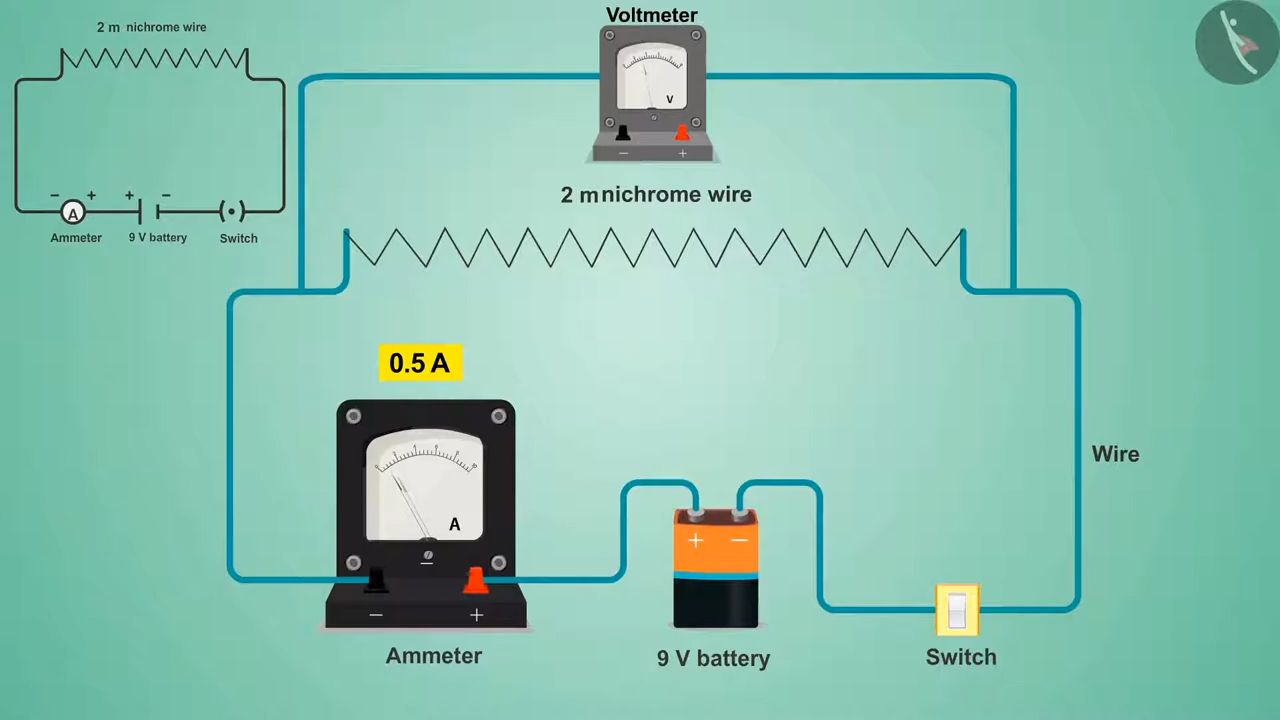 Voltmeter
2 m nichrome wire
V
− +
2 m nichrome wire
− + + −
A
Ammeter 9 V battery Switch
0.5 A
Wire
A
+ −
− +
Ammeter
9 V battery
Switch